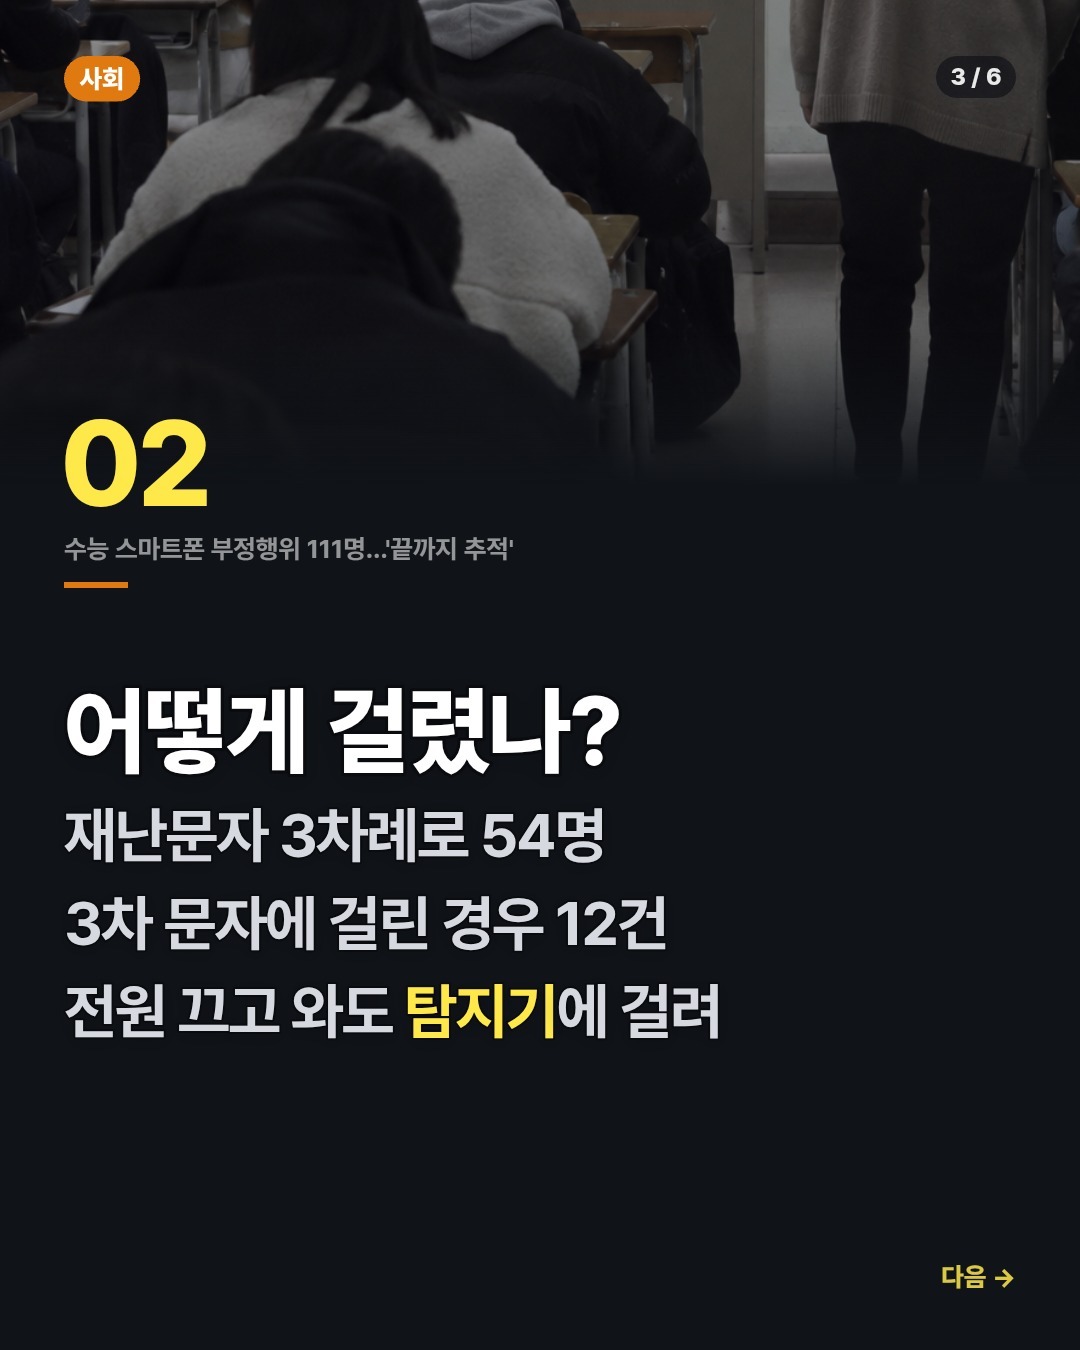 사회
3 / 6
02
수능 스마트폰 부정행위 111명...'끝까지 추적'
어떻게 걸렸나?
재난문자 3차례로 54명
3차 문자에 걸린 경우 12건
전원 끄고 와도 탐지기에 걸려
다음 →